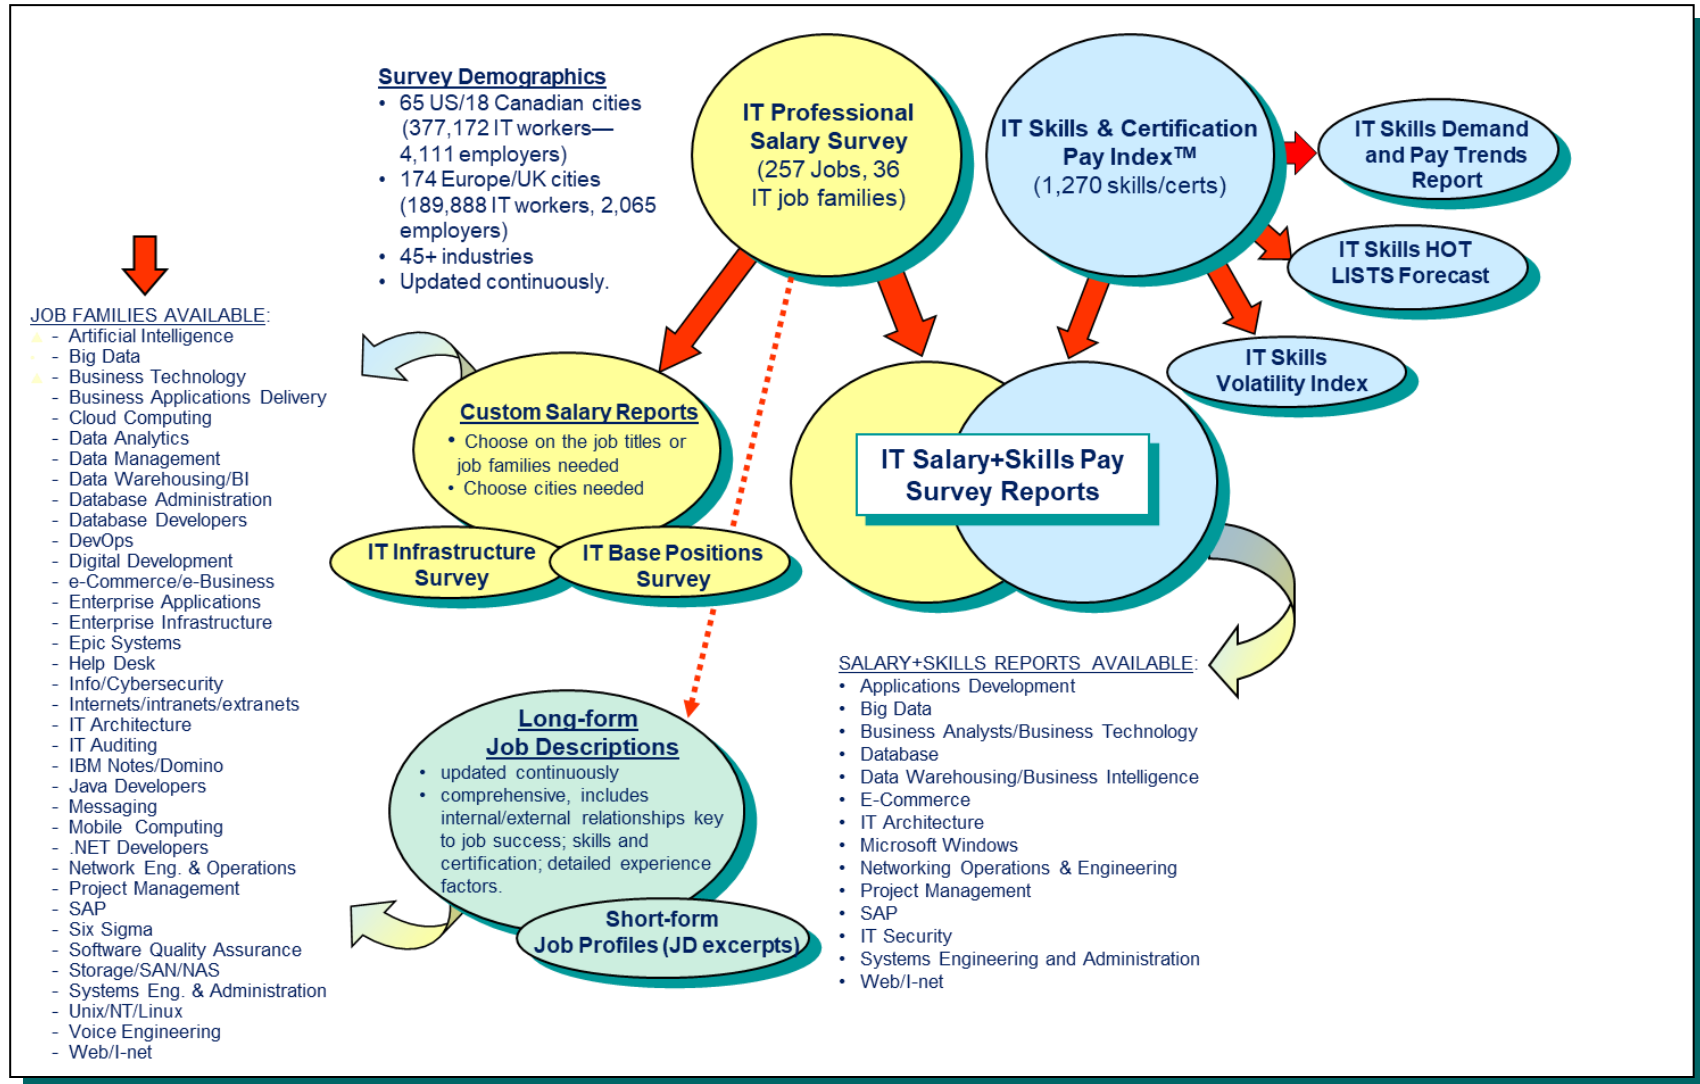 Survey Demographics
• 65 US/18 Canadian cities
(377,172 IT workers—
4,111 employers)
• 174 Europe/UK cities
(189,888 IT workers, 2,065
employers)
• 45+ industries
• Updated continuously.
IT Professional
Salary Survey
(257 Jobs, 36
IT job families)
IT Skills & Certification
Pay Index™
(1,270 skills/certs)
IT Skills Demand
and Pay Trends
Report
IT Skills HOT
LISTS Forecast
IT Skills
Volatility Index
JOB FAMILIES AVAILABLE:
- Artificial Intelligence
- Big Data
- Business Technology
- Business Applications Delivery
- Cloud Computing
- Data Analytics
- Data Management
- Data Warehousing/BI
- Database Administration
- Database Developers
- DevOps
- Digital Development
- e-Commerce/e-Business
- Enterprise Applications
- Enterprise Infrastructure
- Epic Systems
- Help Desk
- Info/Cybersecurity
- Internets/intranets/extranets
- IT Architecture
- IT Auditing
- IBM Notes/Domino
- Java Developers
- Messaging
- Mobile Computing
- .NET Developers
- Network Eng. & Operations
- Project Management
- SAP
- Six Sigma
- Software Quality Assurance
- Storage/SAN/NAS
- Systems Eng. & Administration
- Unix/NT/Linux
- Voice Engineering
- Web/I-net
Custom Salary Reports
• Choose on the job titles or
job families needed
• Choose cities needed
IT Infrastructure
Survey
IT Base Positions
Survey
IT Salary+Skills Pay
Survey Reports
Long-form
Job Descriptions
• updated continuously
• comprehensive, includes
internal/external relationships key
to job success; skills and
certification; detailed experience
factors.
Short-form
Job Profiles (JD excerpts)
SALARY+SKILLS REPORTS AVAILABLE:
• Applications Development
• Big Data
• Business Analysts/Business Technology
• Database
• Data Warehousing/Business Intelligence
• E-Commerce
• IT Architecture
• Microsoft Windows
• Networking Operations & Engineering
• Project Management
• SAP
• IT Security
• Systems Engineering and Administration
• Web/I-net